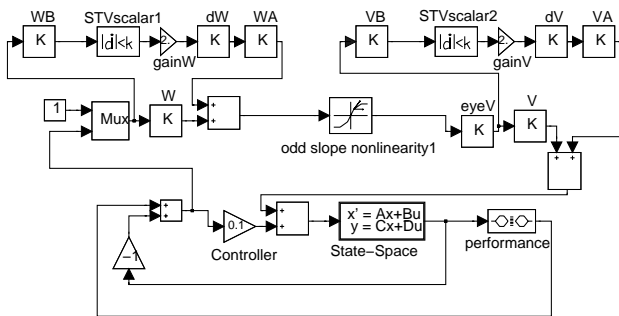 WB STVscalar1 dW WA VB STVscalar2 dV VA
K |d|<k 2. K K K |d|<k 2. K K
gainW gainV
1 Mux W K + + eyeV K V K
odd slope nonlinearity1
+ +
+ + 0.1 + + x' = Ax+Bu
y = Cx+Du
−1 Controller State−Space performance